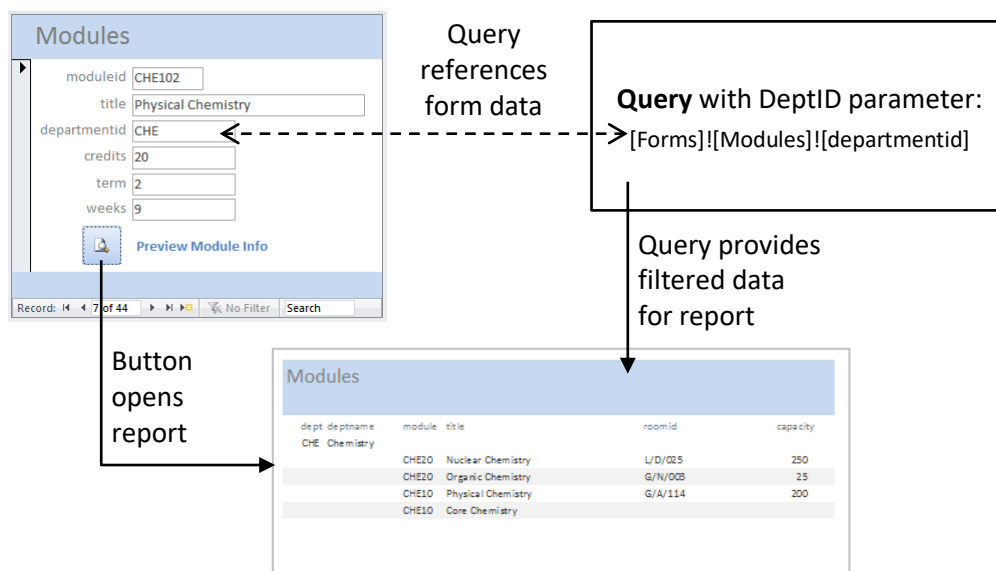 Modules
moduleid CHE102
title Physical Chemistry
departmentid CHE
credits 20
term 2
weeks 9
Preview Module Info
Record: 7 of 44 No Filter Search
Query
references
form data
Query with DeptID parameter:
[Forms]![Modules]![departmentid]
Query provides
filtered data
for report
Button
opens
report
Modules
dept deptname module title roomid capacity
CHE Chemistry
CHE20 Nuclear Chemistry L/D/025 250
CHE20 Organic Chemistry G/N/003 25
CHE10 Physical Chemistry G/A/114 200
CHE10 Core Chemistry